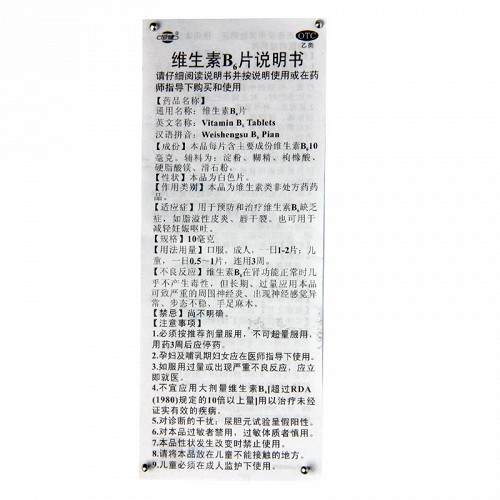 OTC
乙类
维生素B6片说明书
请仔细阅读说明书并按说明使用或在药
师指导下购买和使用
【药品名称】
通用名称：维生素B6片
英文名称：Vitamin B6 Tablets
汉语拼音：Weishengsu B6 Pian
【成份】本品每片含主要成份维生素B610
毫克。辅料为：淀粉、糊精、枸橼酸、
硬脂酸镁、滑石粉。
【性状】本品为白色片。
【作用类别】本品为维生素类非处方药药
品。
【适应症】用于预防和治疗维生素B6缺乏
症，如脂溢性皮炎、唇干裂。也可用于
减轻妊娠呕吐。
【规格】10毫克
【用法用量】口服。成人，一日1-2片；儿
童，一日0.5～1片，连用3周。
【不良反应】维生素B6在肾功能正常时几
乎不产生毒性，但长期、过量应用本品
可致严重的周围神经炎、出现神经感觉异
常、步态不稳、手足麻木。
【禁忌】尚不明确。
【注意事项】
1.必须按推荐剂量服用，不可超量服用，
用药3周后应停药。
2.孕妇及哺乳期妇女应在医师指导下使用。
3.如服用过量或出现严重不良反应，应立
即就医。
4.不宜应用大剂量维生素B6[超过RDA
(1980)规定的10倍以上量]用以治疗未经
证实有效的疾病。
5.对诊断的干扰：尿胆元试验呈假阳性。
6.对本品过敏者禁用，过敏体质者慎用。
7.本品性状发生改变时禁止使用。
8.请将本品放在儿童不能接触的地方。
9.儿童必须在成人监护下使用。